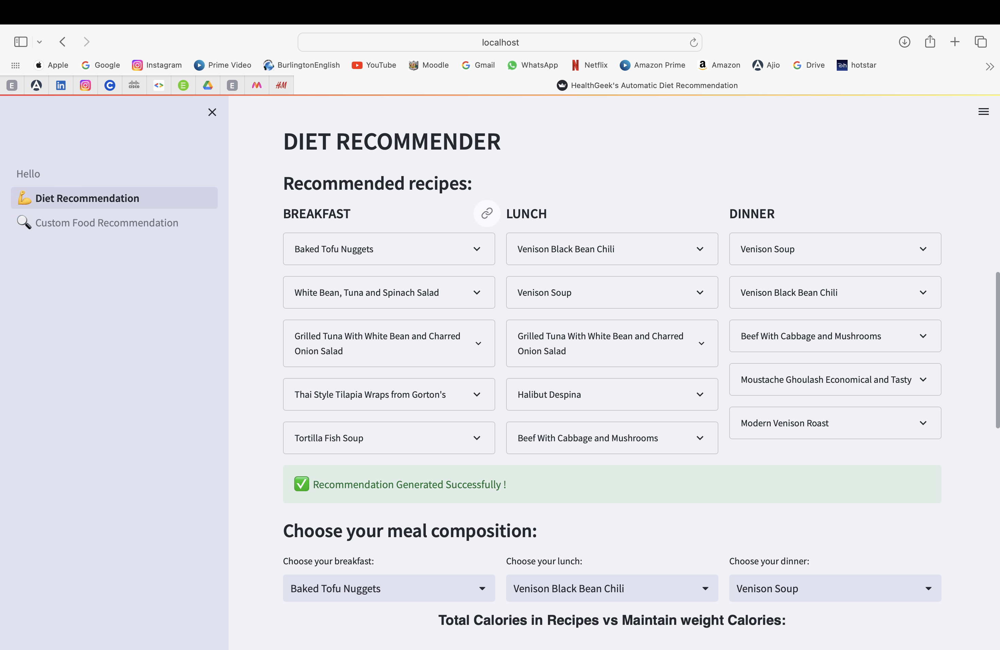 localhost
Apple
Google
Instagram
Prime Video
BurlingtonEnglish
YouTube
Moodle
Gmail
WhatsApp
Netflix
Amazon Prime
Amazon
Ajio
Drive
hotstar
HealthGeek's Automatic Diet Recommendation
Hello
Diet Recommendation
Custom Food Recommendation
DIET RECOMMENDER
Recommended recipes:
BREAKFAST
Baked Tofu Nuggets
White Bean, Tuna and Spinach Salad
Grilled Tuna With White Bean and Charred
Onion Salad
Thai Style Tilapia Wraps from Gorton's
Tortilla Fish Soup
LUNCH
Venison Black Bean Chili
Venison Soup
Grilled Tuna With White Bean and Charred
Onion Salad
Halibut Despina
Beef With Cabbage and Mushrooms
DINNER
Venison Soup
Venison Black Bean Chili
Beef With Cabbage and Mushrooms
Moustache Ghoulash Economical and Tasty
Modern Venison Roast
Recommendation Generated Successfully !
Choose your meal composition:
Choose your breakfast:
Baked Tofu Nuggets
Choose your lunch:
Venison Black Bean Chili
Choose your dinner:
Venison Soup
Total Calories in Recipes vs Maintain weight Calories: